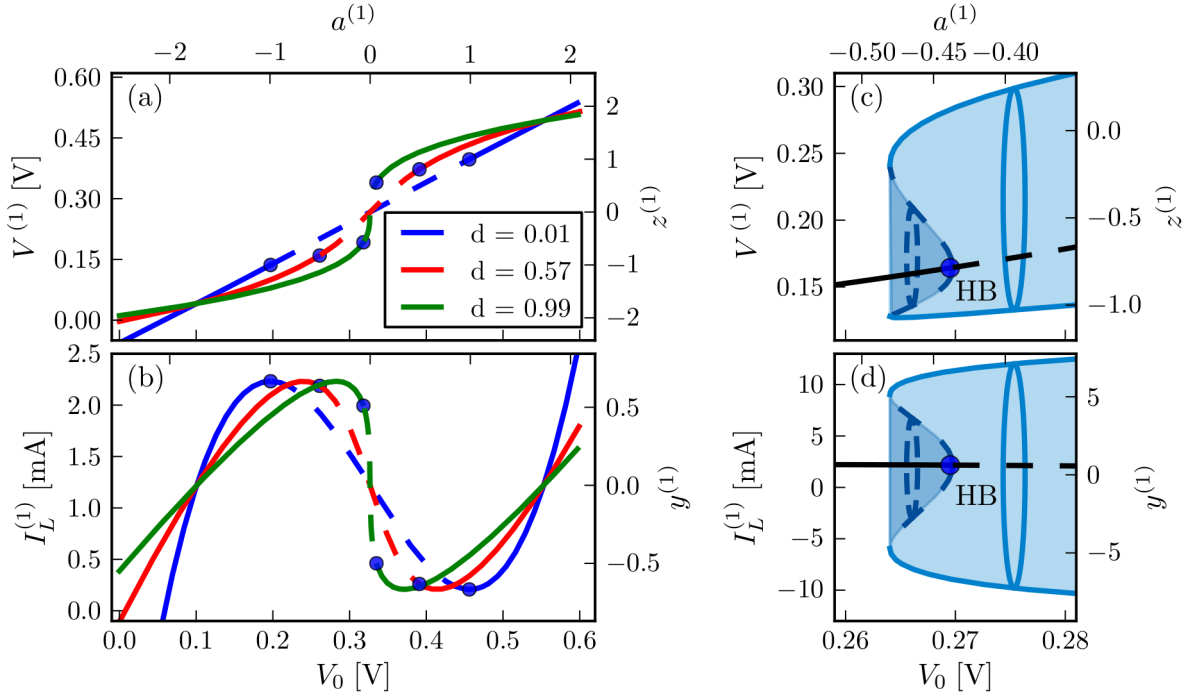 a⁽¹⁾
−2 −1 0 1 2
(a)
V⁽¹⁾ [V]
0.60
0.45
0.30
0.15
0.00
2
1
0
−1
−2
z⁽¹⁾
d = 0.01
d = 0.57
d = 0.99
(b)
I_L⁽¹⁾ [mA]
2.5
2.0
1.5
1.0
0.5
0.0
0.5
0.0
−0.5
y⁽¹⁾
0.0 0.1 0.2 0.3 0.4 0.5 0.6
V₀ [V]
a⁽¹⁾
−0.50 −0.45 −0.40
(c)
V⁽¹⁾ [V]
0.30
0.25
0.20
0.15
0.0
−0.5
−1.0
z⁽¹⁾
HB
(d)
I_L⁽¹⁾ [mA]
10
5
0
−5
−10
5
0
−5
y⁽¹⁾
HB
0.26 0.27 0.28
V₀ [V]